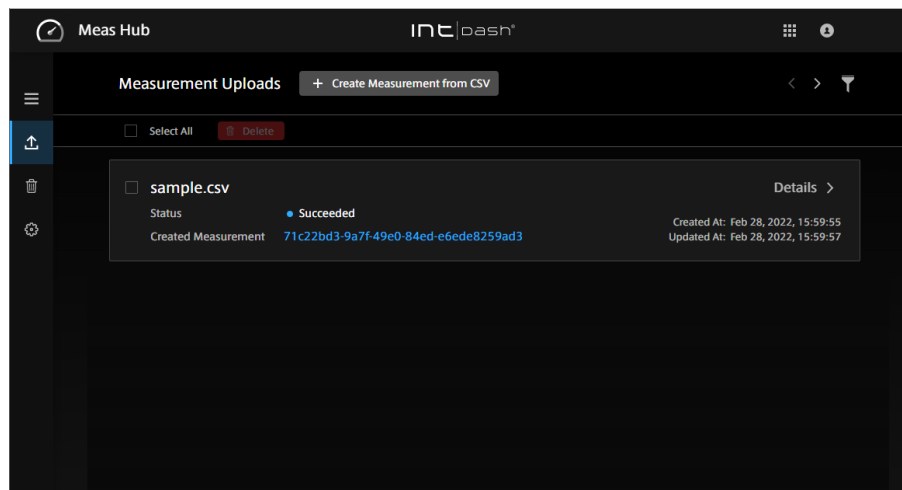 Meas Hub
INTDASH®
Measurement Uploads
+ Create Measurement from CSV
Select All
Delete
sample.csv
Details >
Status
Succeeded
Created At: Feb 28, 2022, 15:59:55
Created Measurement
71c22bd3-9a7f-49e0-84ed-e6ede8259ad3
Updated At: Feb 28, 2022, 15:59:57